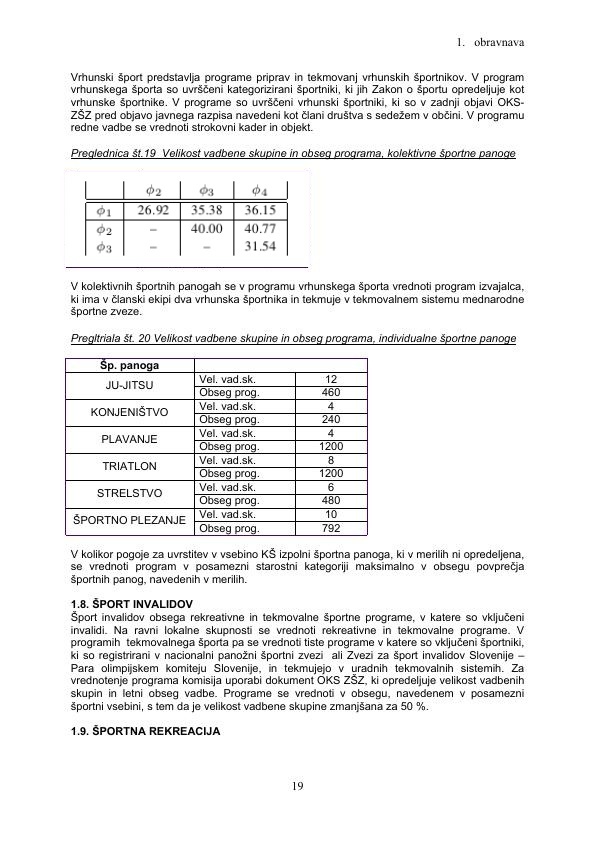 1. obravnava
Vrhunski šport predstavlja programe priprav in tekmovanj vrhunskih športnikov. V program
vrhunskega športa so uvrščeni kategorizirani športniki, ki jih Zakon o športu opredeljuje kot
vrhunske športnike. V programe so uvrščeni vrhunski športniki, ki so v zadnji objavi OKS-
ZŠZ pred objavo javnega razpisa navedeni kot člani društva s sedežem v občini. V programu
redne vadbe se vrednoti strokovni kader in objekt.
Preglednica št.19 Velikost vadbene skupine in obseg programa, kolektivne športne panoge
ϕ2 ϕ3 ϕ4
ϕ1 26.92 35.38 36.15
ϕ2 – 40.00 40.77
ϕ3 – – 31.54
V kolektivnih športnih panogah se v programu vrhunskega športa vrednoti program izvajalca,
ki ima v članski ekipi dva vrhunska športnika in tekmuje v tekmovalnem sistemu mednarodne
športne zveze.
Pregltriala št. 20 Velikost vadbene skupine in obseg programa, individualne športne panoge
Šp. panoga
JU-JITSU Vel. vad.sk. 12
Obseg prog. 460
KONJENIŠTVO Vel. vad.sk. 4
Obseg prog. 240
PLAVANJE Vel. vad.sk. 4
Obseg prog. 1200
TRIATLON Vel. vad.sk. 8
Obseg prog. 1200
STRELSTVO Vel. vad.sk. 6
Obseg prog. 480
ŠPORTNO PLEZANJE Vel. vad.sk. 10
Obseg prog. 792
V kolikor pogoje za uvrstitev v vsebino KŠ izpolni športna panoga, ki v merilih ni opredeljena,
se vrednoti program v posamezni starostni kategoriji maksimalno v obsegu povprečja
športnih panog, navedenih v merilih.
1.8. ŠPORT INVALIDOV
Šport invalidov obsega rekreativne in tekmovalne športne programe, v katere so vključeni
invalidi. Na ravni lokalne skupnosti se vrednoti rekreativne in tekmovalne programe. V
programih tekmovalnega športa pa se vrednoti tiste programe v katere so vključeni športniki,
ki so registrirani v nacionalni panožni športni zvezi ali Zvezi za šport invalidov Slovenije –
Para olimpijskem komiteju Slovenije, in tekmujejo v uradnih tekmovalnih sistemih. Za
vrednotenje programa komisija uporabi dokument OKS ZŠZ, ki opredeljuje velikost vadbenih
skupin in letni obseg vadbe. Programe se vrednoti v obsegu, navedenem v posamezni
športni vsebini, s tem da je velikost vadbene skupine zmanjšana za 50 %.
1.9. ŠPORTNA REKREACIJA
19